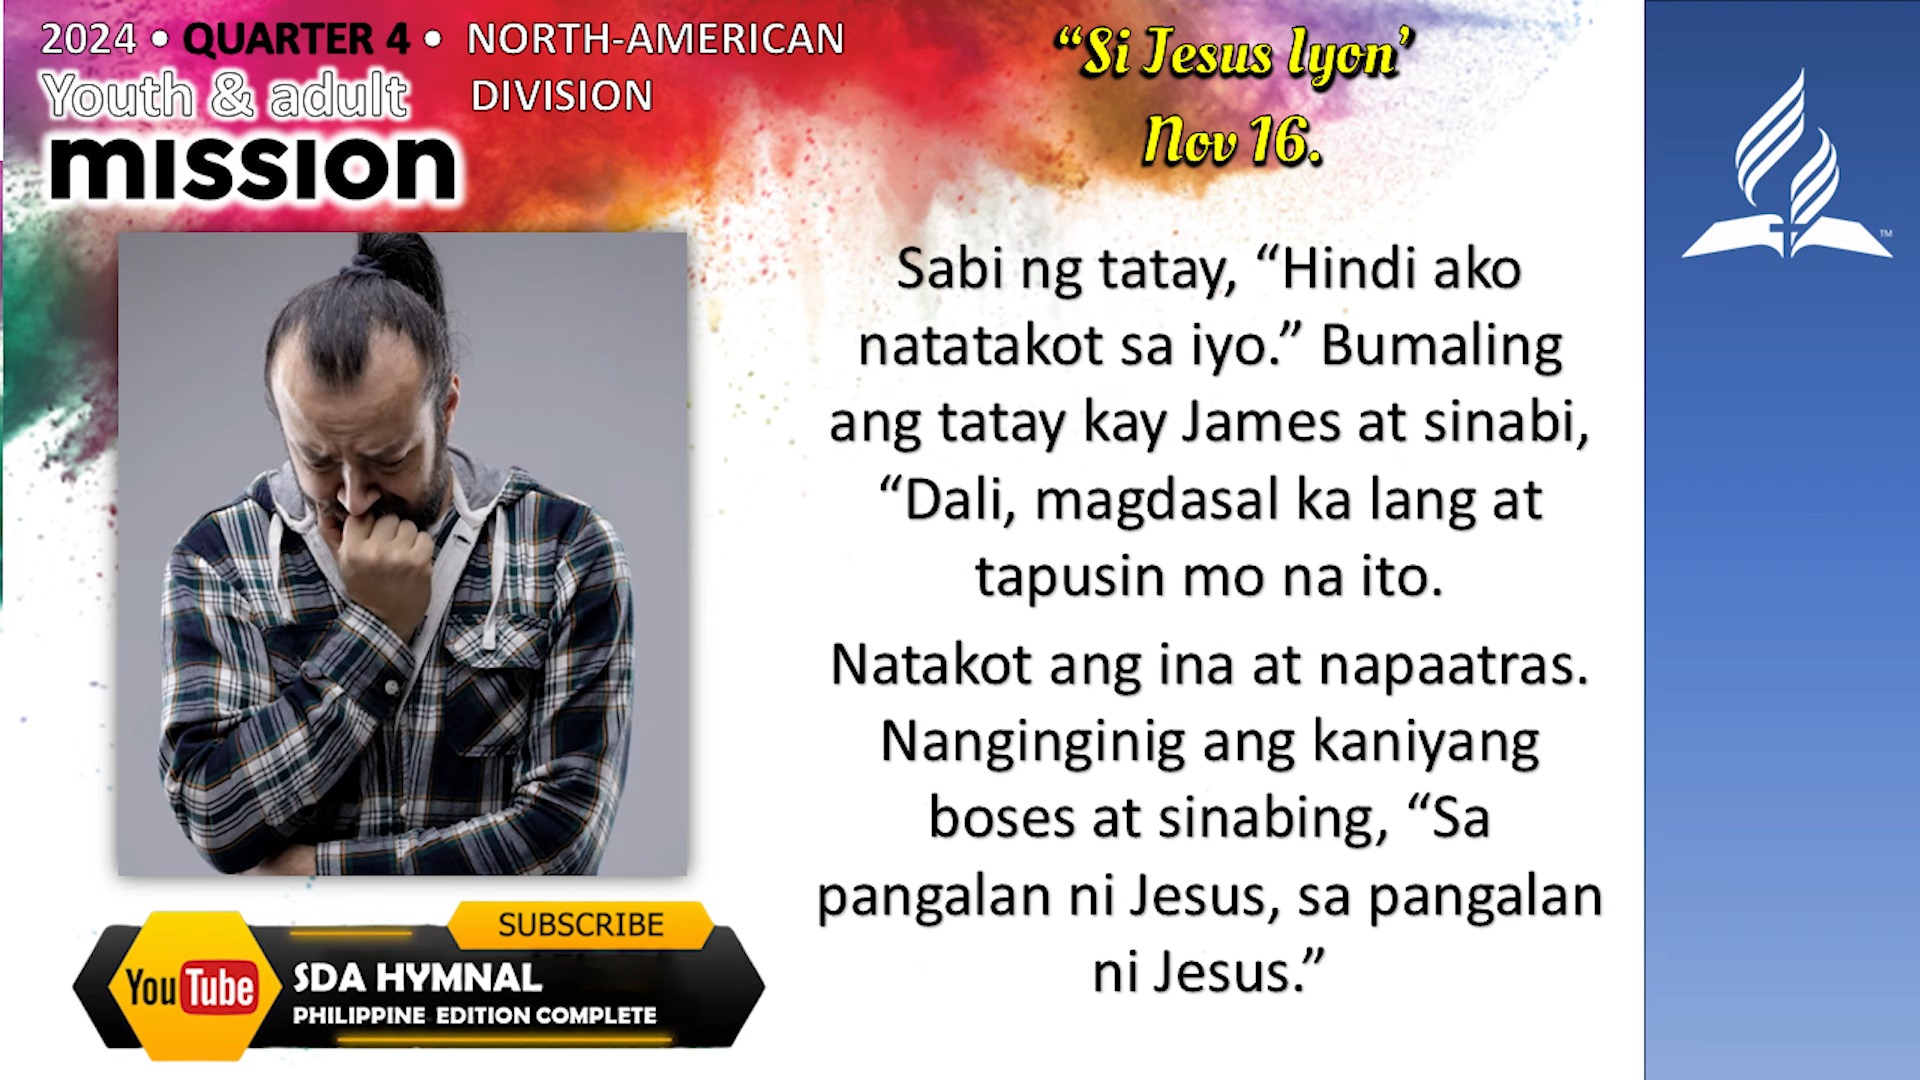 2024 • QUARTER 4 • NORTH-AMERICAN
DIVISION
Youth & adult
mission
“Si Jesus Iyon’
Nov 16.
Sabi ng tatay, “Hindi ako
natatakot sa iyo.” Bumaling
ang tatay kay James at sinabi,
“Dali, magdasal ka lang at
tapusin mo na ito.
Natakot ang ina at napaatras.
Nanginginig ang kaniyang
boses at sinabing, “Sa
pangalan ni Jesus, sa pangalan
ni Jesus.”
SUBSCRIBE
YouTube
SDA HYMNAL
PHILIPPINE EDITION COMPLETE
TM